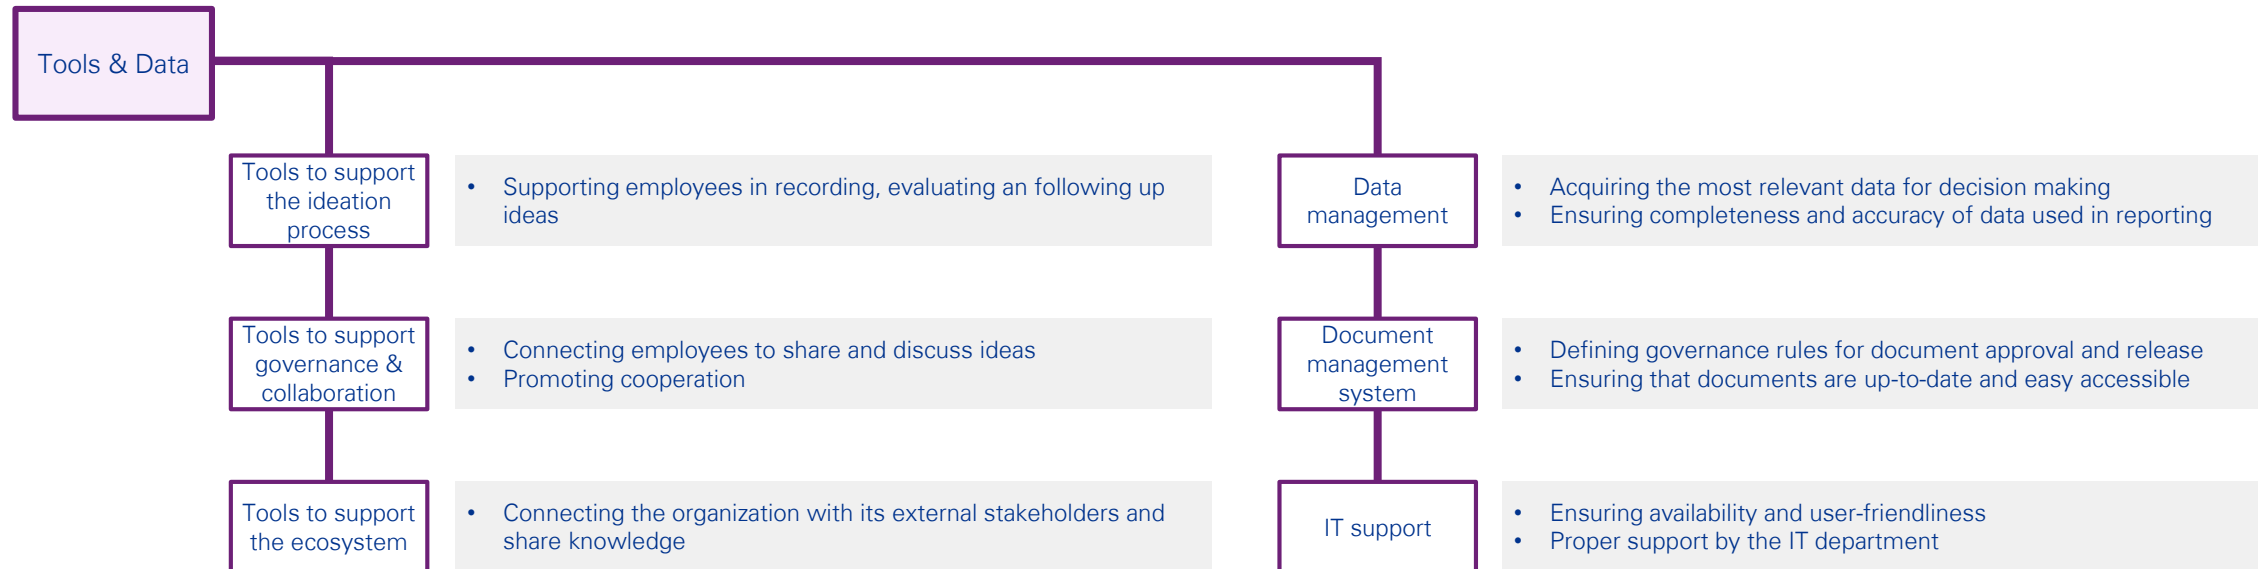 Tools & Data
Tools to support
the ideation
process
• Supporting employees in recording, evaluating an following up
ideas
Tools to support
governance &
collaboration
• Connecting employees to share and discuss ideas
• Promoting cooperation
Tools to support
the ecosystem
• Connecting the organization with its external stakeholders and
share knowledge
Data
management
• Acquiring the most relevant data for decision making
• Ensuring completeness and accuracy of data used in reporting
Document
management
system
• Defining governance rules for document approval and release
• Ensuring that documents are up-to-date and easy accessible
IT support
• Ensuring availability and user-friendliness
• Proper support by the IT department